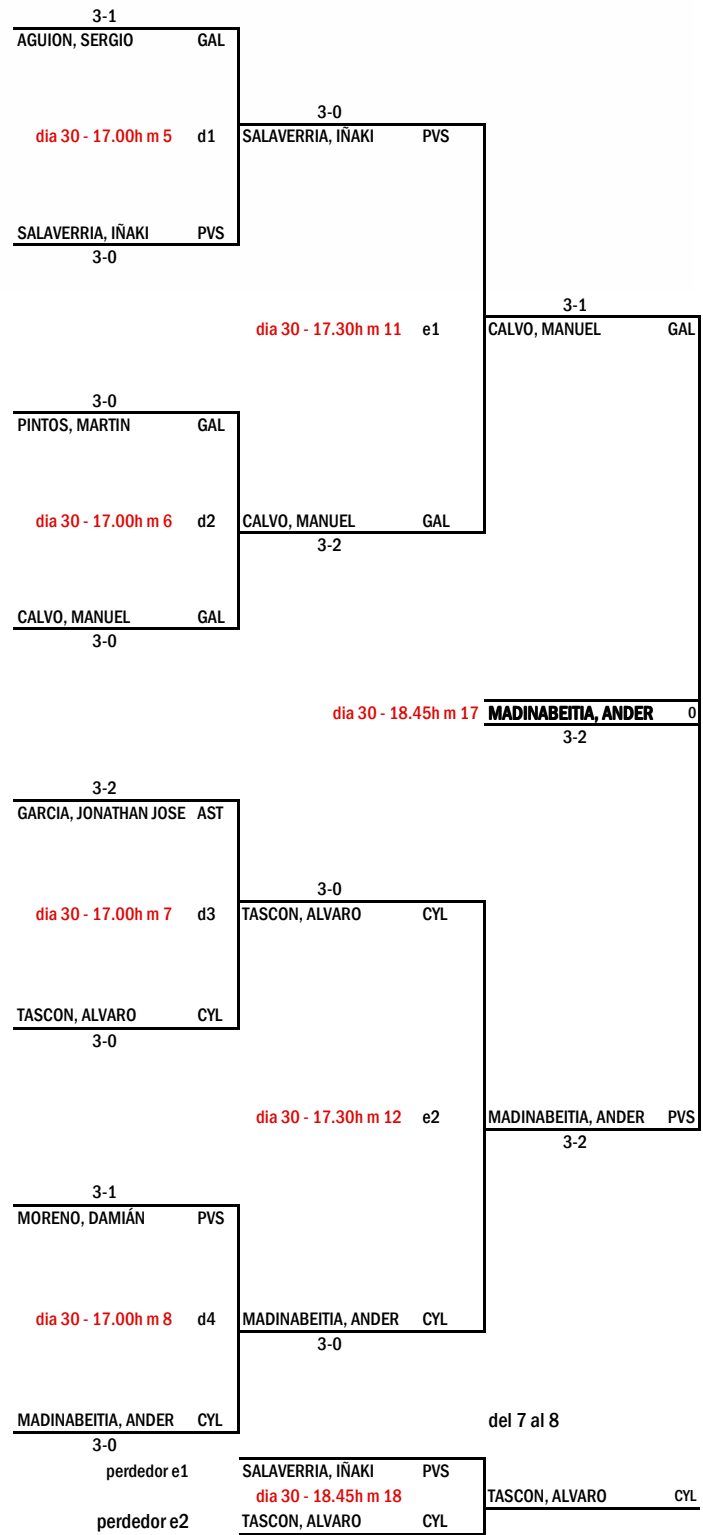 3-1
AGUION, SERGIO GAL
3-0
dia 30 - 17.00h m 5 d1 SALAVERRIA, IÑAKI PVS
SALAVERRIA, IÑAKI PVS
3-0
3-1
dia 30 - 17.30h m 11 e1 CALVO, MANUEL GAL
3-0
PINTOS, MARTIN GAL
dia 30 - 17.00h m 6 d2 CALVO, MANUEL GAL
3-2
CALVO, MANUEL GAL
3-0
dia 30 - 18.45h m 17 MADINABEITIA, ANDER 0
3-2
3-2
GARCIA, JONATHAN JOSE AST
3-0
dia 30 - 17.00h m 7 d3 TASCON, ALVARO CYL
TASCON, ALVARO CYL
3-0
dia 30 - 17.30h m 12 e2 MADINABEITIA, ANDER PVS
3-2
3-1
MORENO, DAMIÁN PVS
dia 30 - 17.00h m 8 d4 MADINABEITIA, ANDER CYL
3-0
MADINABEITIA, ANDER CYL del 7 al 8
3-0
perdedor e1 SALAVERRIA, IÑAKI PVS
dia 30 - 18.45h m 18 TASCON, ALVARO CYL
perdedor e2 TASCON, ALVARO CYL